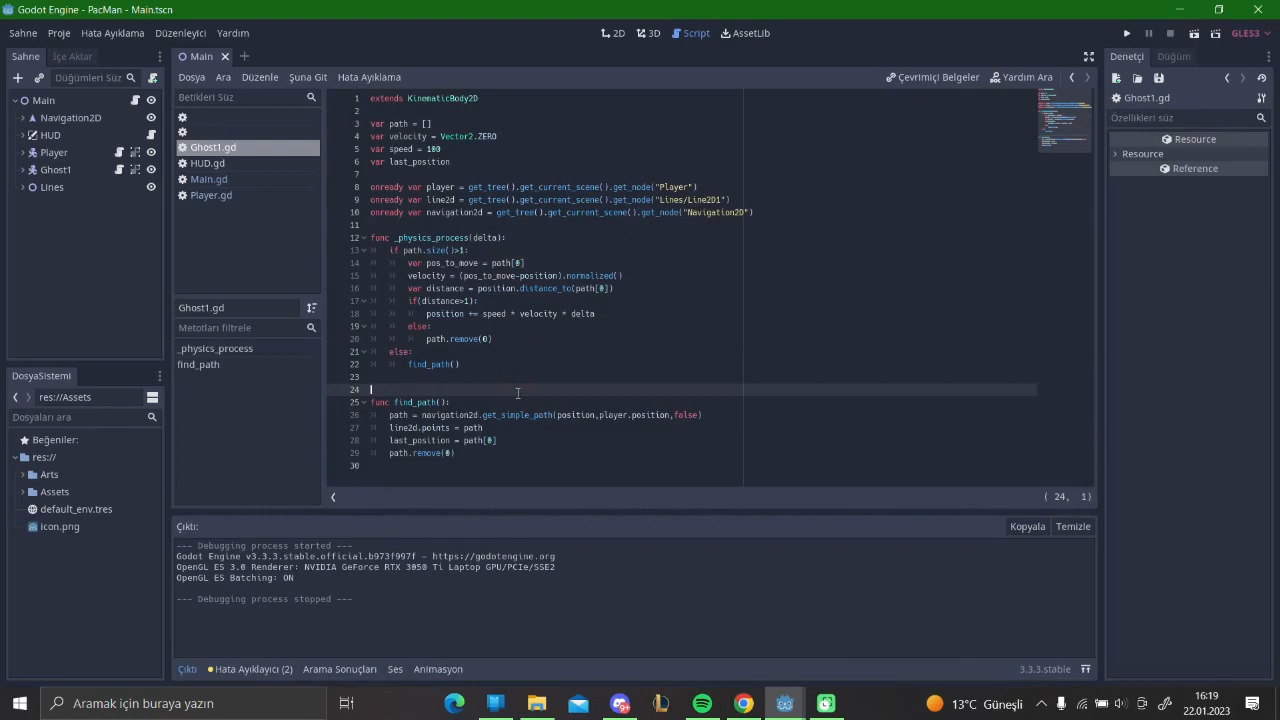 Godot Engine - PacMan - Main.tscn
Sahne Proje Hata Ayıklama Düzenleyici Yardım
2D 3D Script AssetLib
GLES3
Sahne İçe Aktar
Düğümleri Süz
Main
Navigation2D
HUD
Player
Ghost1
Lines
DosyaSistemi
res://Assets
Dosyaları ara
Beğeniler:
res://
Arts
Assets
default_env.tres
icon.png
Main
Dosya Ara Düzenle Şuna Git Hata Ayıklama
Çevrimiçi Belgeler Yardım Ara
Betikleri Süz
Ghost1.gd
HUD.gd
Main.gd
Player.gd
Ghost1.gd
Metotları filtrele
_physics_process
find_path
1 extends KinematicBody2D
2
3 var path = []
4 var velocity = Vector2.ZERO
5 var speed = 100
6 var last_position
7
8 onready var player = get_tree().get_current_scene().get_node("Player")
9 onready var line2d = get_tree().get_current_scene().get_node("Lines/Line2D1")
10 onready var navigation2d = get_tree().get_current_scene().get_node("Navigation2D")
11
12 func _physics_process(delta):
13 if path.size()>1:
14 var pos_to_move = path[0]
15 velocity = (pos_to_move-position).normalized()
16 var distance = position.distance_to(path[0])
17 if(distance>1):
18 position += speed * velocity * delta
19 else:
20 path.remove(0)
21 else:
22 find_path()
23
24
25 func find_path():
26 path = navigation2d.get_simple_path(position,player.position,false)
27 line2d.points = path
28 last_position = path[0]
29 path.remove(0)
30
( 24, 1)
Çıktı:
Kopyala Temizle
--- Debugging process started ---
Godot Engine v3.3.3.stable.official.b973f997f - https://godotengine.org
OpenGL ES 3.0 Renderer: NVIDIA GeForce RTX 3050 Ti Laptop GPU/PCIe/SSE2
OpenGL ES Batching: ON
--- Debugging process stopped ---
Çıktı Hata Ayıklayıcı (2) Arama Sonuçları Ses Animasyon
3.3.3.stable
Denetçi Düğüm
Ghost1.gd
Özellikleri süz
Resource
Resource
Reference
Aramak için buraya yazın
13°C Güneşli
16:19
22.01.2023